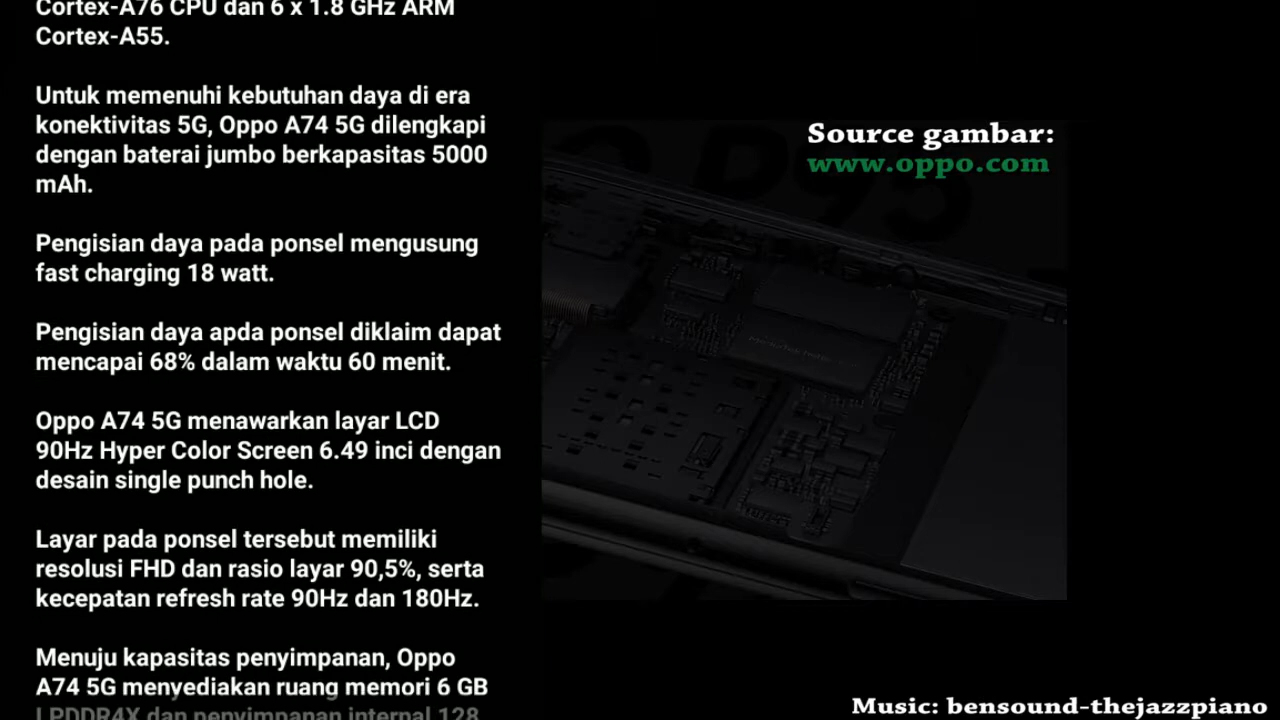 Cortex-A76 CPU dan 6 x 1.8 GHz ARM
Cortex-A55.
Untuk memenuhi kebutuhan daya di era
konektivitas 5G, Oppo A74 5G dilengkapi
dengan baterai jumbo berkapasitas 5000
mAh.
Pengisian daya pada ponsel mengusung
fast charging 18 watt.
Pengisian daya apda ponsel diklaim dapat
mencapai 68% dalam waktu 60 menit.
Oppo A74 5G menawarkan layar LCD
90Hz Hyper Color Screen 6.49 inci dengan
desain single punch hole.
Layar pada ponsel tersebut memiliki
resolusi FHD dan rasio layar 90,5%, serta
kecepatan refresh rate 90Hz dan 180Hz.
Menuju kapasitas penyimpanan, Oppo
A74 5G menyediakan ruang memori 6 GB
LPDDR4X dan penyimpanan internal 128
Source gambar:
www.oppo.com
Music: bensound-thejazzpiano